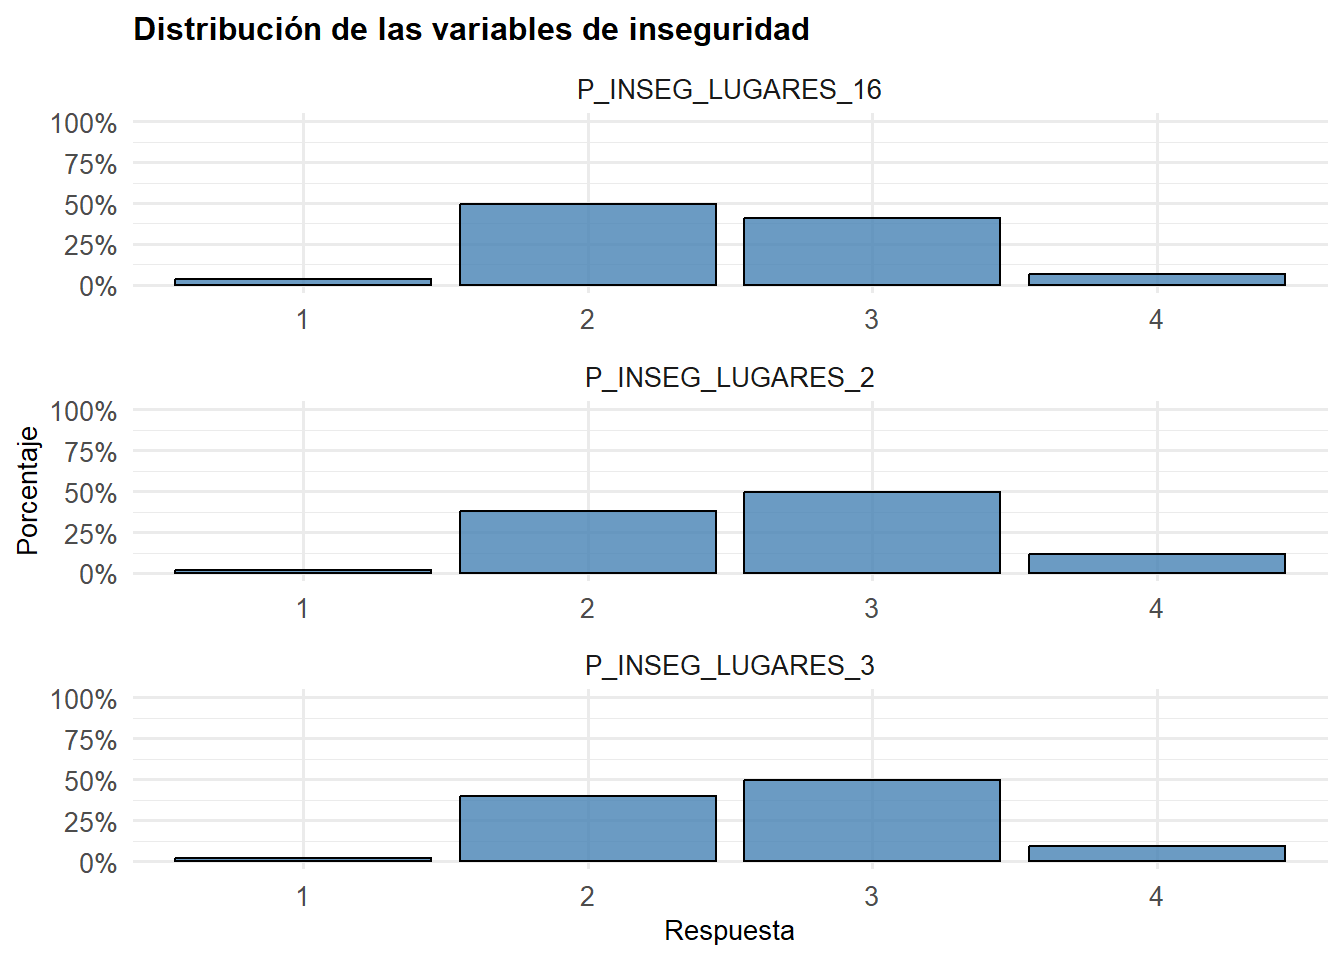 Distribución de las variables de inseguridad
P_INSEG_LUGARES_16
100%
75%
50%
25%
0%
1 2 3 4
P_INSEG_LUGARES_2
100%
75%
50%
25%
0%
1 2 3 4
Porcentaje
P_INSEG_LUGARES_3
100%
75%
50%
25%
0%
1 2 3 4
Respuesta